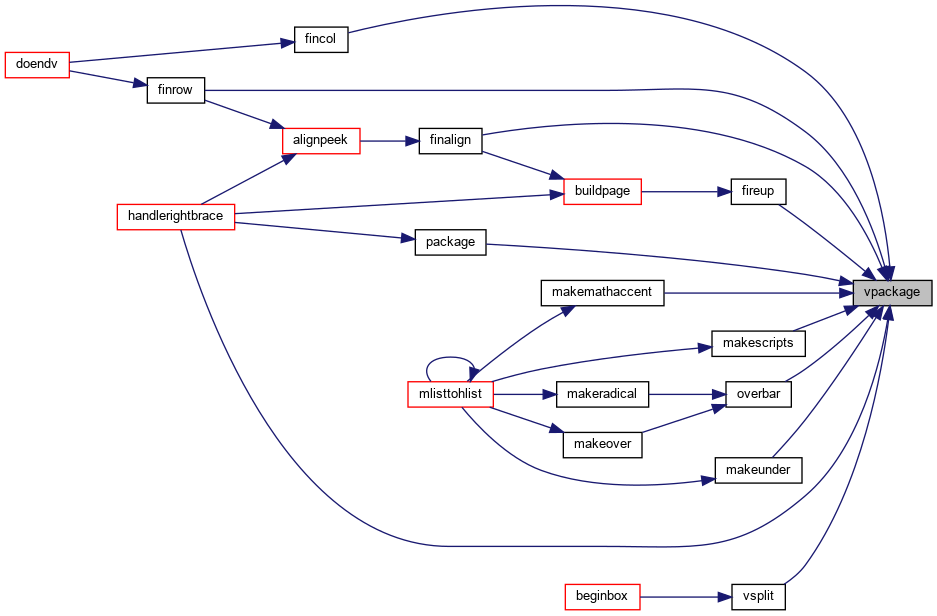 fincol
doendv
finrow
alignpeek
finalign
buildpage
fireup
handlerightbrace
package
makemathaccent
vpackage
makescripts
mlisttohlist
makeradical
overbar
makeover
makeunder
beginbox
vsplit